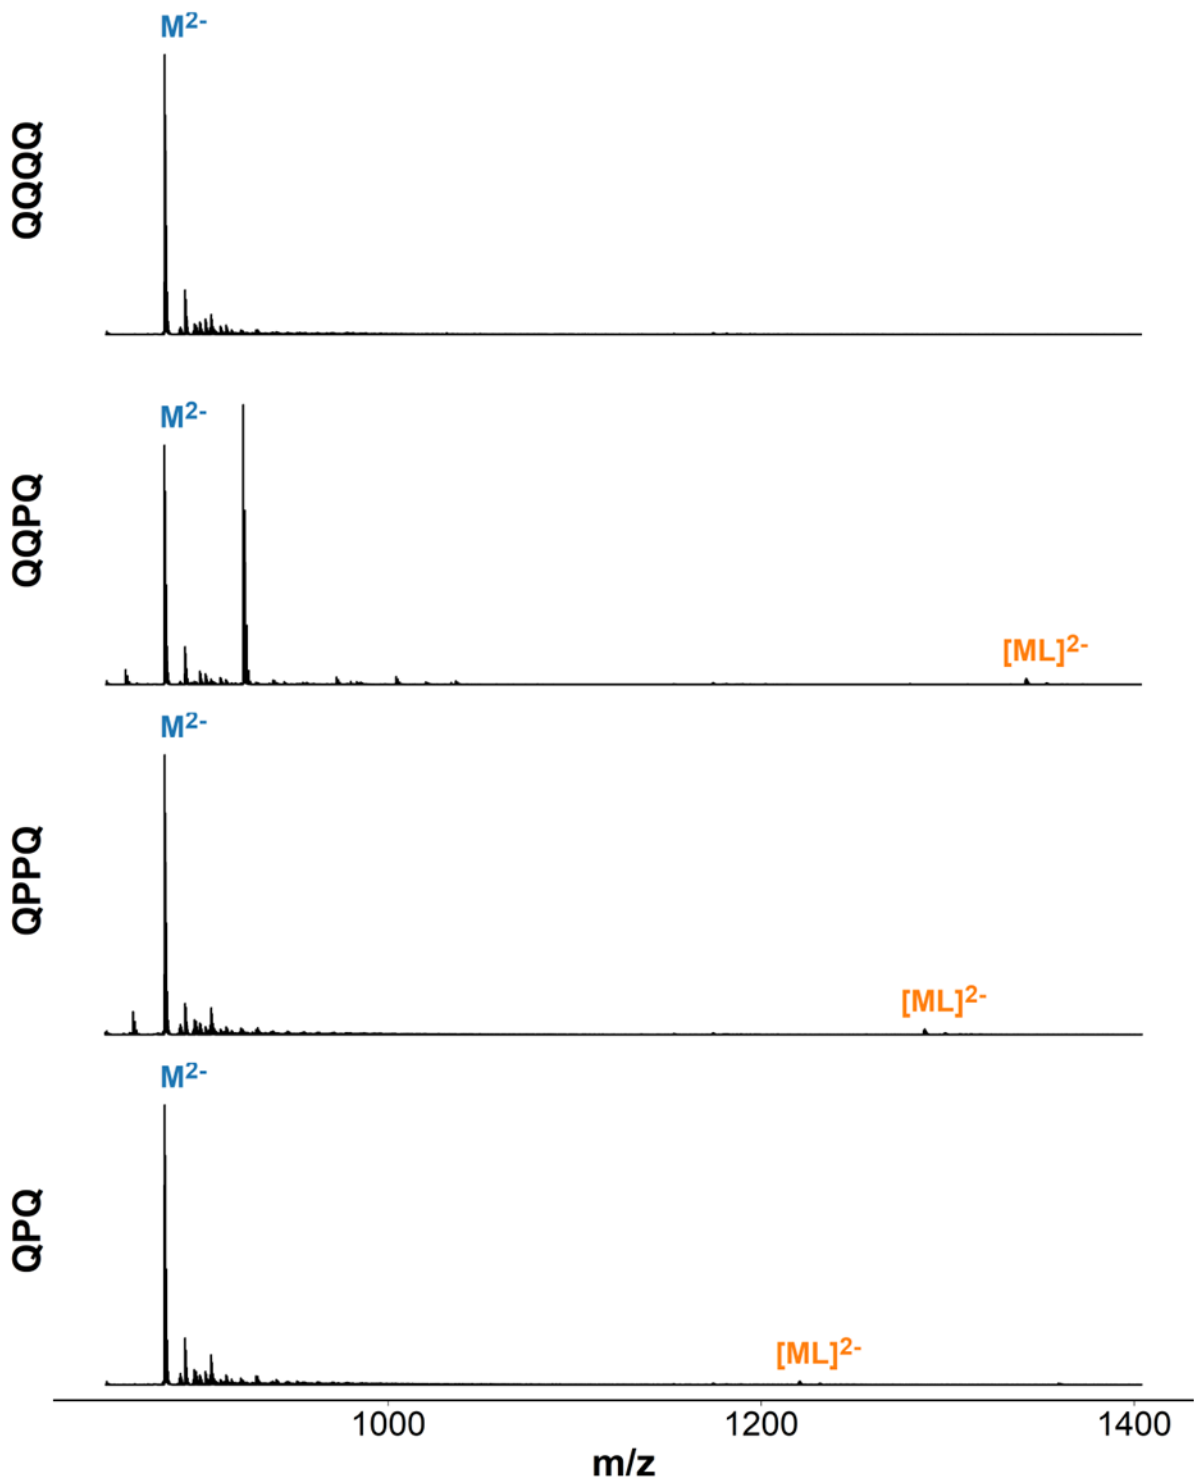 M2-
QQQQ
M2-
QQPQ
[ML]2-
M2-
QPPQ
[ML]2-
M2-
QPQ
[ML]2-
1000 1200 1400
m/z